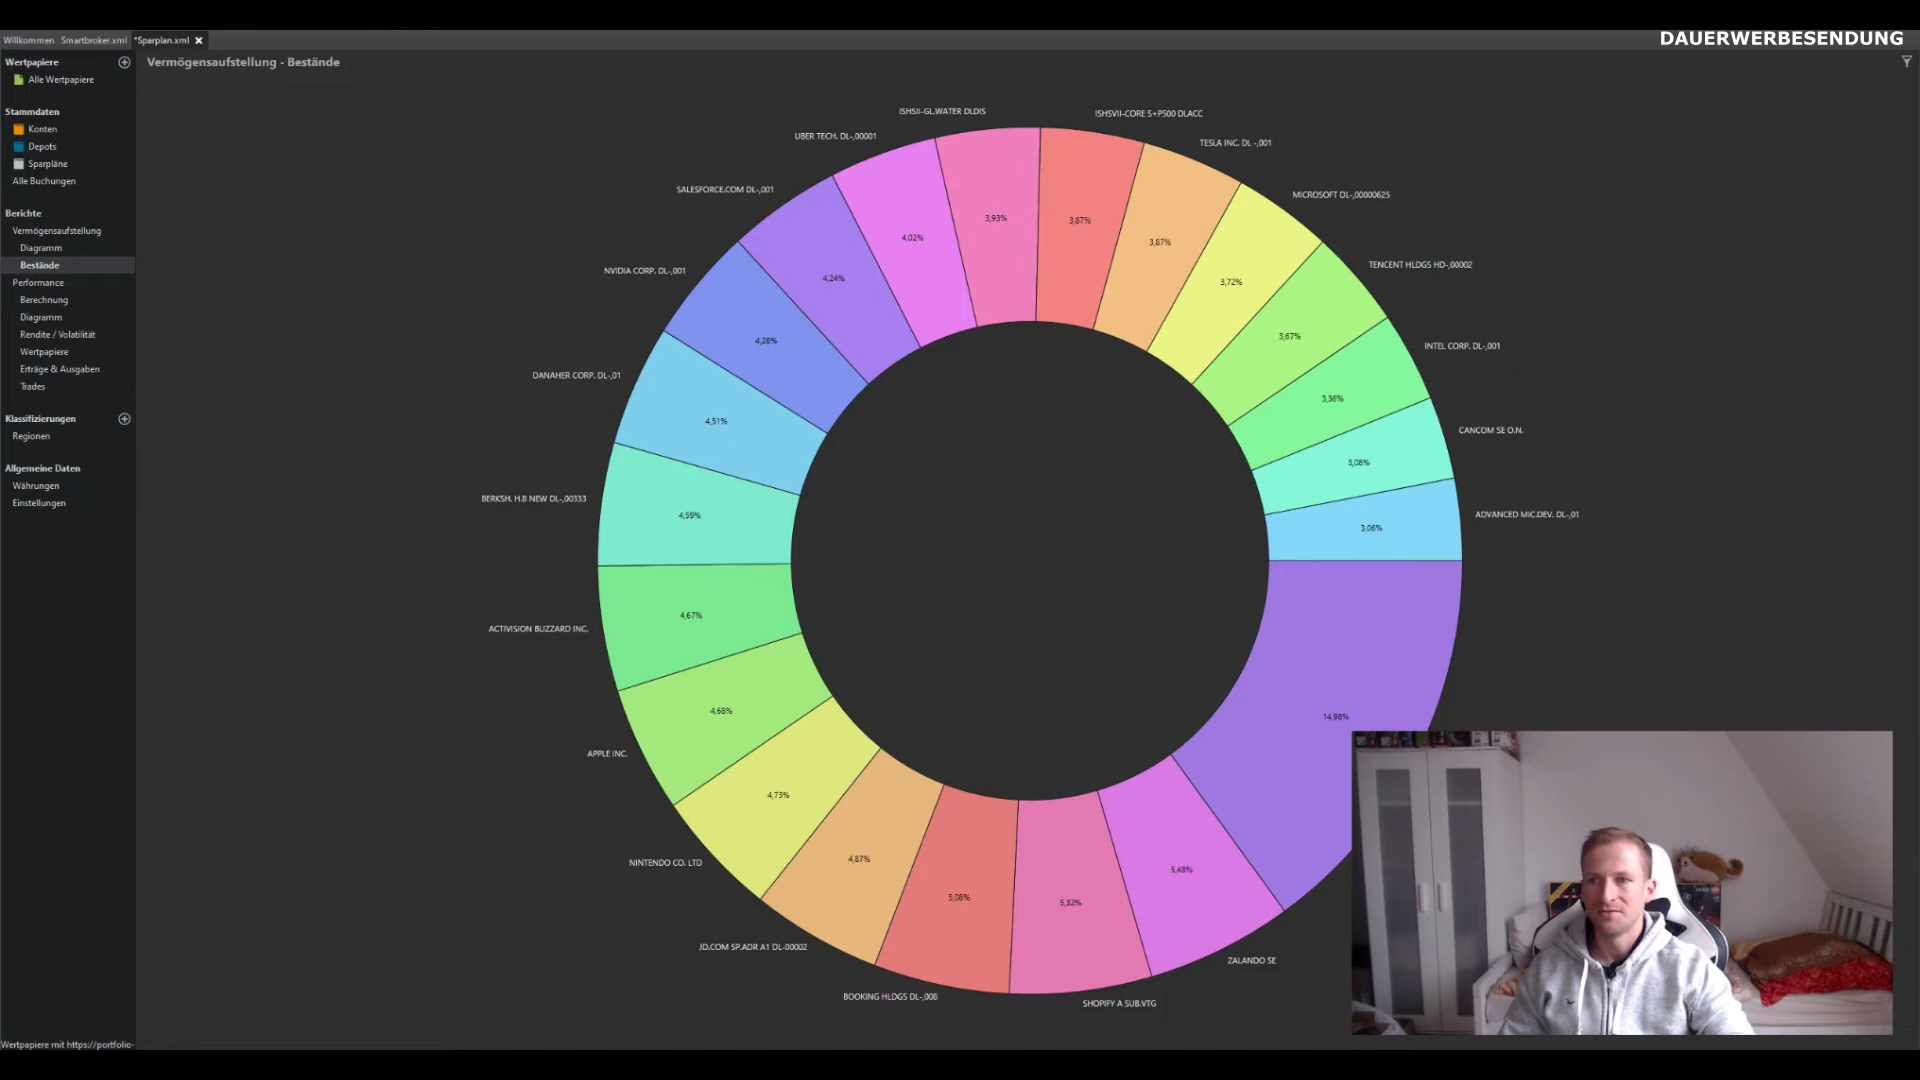 Willkommen Smartbroker.xml *Sparplan.xml
DAUERWERBESENDUNG
Wertpapiere
Alle Wertpapiere
Stammdaten
Konten
Depots
Sparpläne
Alle Buchungen
Berichte
Vermögensaufstellung
Diagramm
Bestände
Performance
Berechnung
Diagramm
Rendite / Volatilität
Wertpapiere
Erträge & Ausgaben
Trades
Klassifizierungen
Regionen
Allgemeine Daten
Währungen
Einstellungen
Wertpapiere mit https://portfolio-
Vermögensaufstellung - Bestände
ISHSII-GL.WATER DLDIS
ISHSVII-CORE S+P500 DLACC
UBER TECH. DL-,00001
TESLA INC. DL -,001
SALESFORCE.COM DL-,001
MICROSOFT DL-,00000625
NVIDIA CORP. DL-,001
TENCENT HLDGS HD-,00002
DANAHER CORP. DL-,01
INTEL CORP. DL-,001
CANCOM SE O.N.
BERKSH. H.B NEW DL-,00333
ADVANCED MIC.DEV. DL-,01
ACTIVISION BLIZZARD INC.
APPLE INC.
NINTENDO CO. LTD
JD.COM SP.ADR A1 DL-00002
BOOKING HLDGS DL-,008
SHOPIFY A SUB.VTG
ZALANDO SE
3,93%
3,87%
4,02%
3,87%
4,24%
3,72%
4,28%
3,67%
4,51%
3,36%
3,08%
4,59%
3,06%
4,67%
4,68%
14,98%
4,73%
4,87%
5,08%
5,32%
5,48%